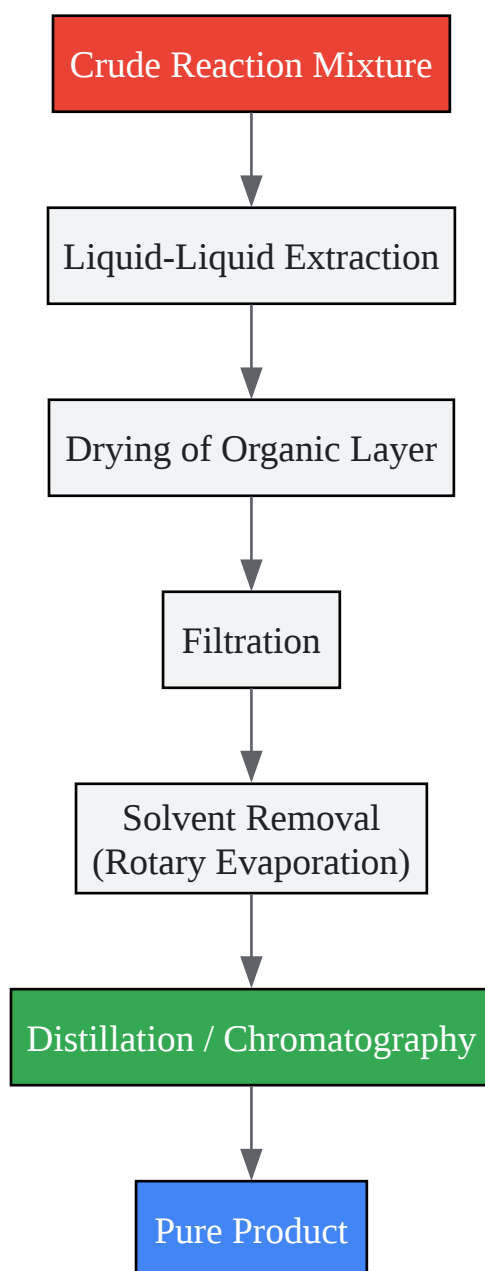 Crude Reaction Mixture
Liquid-Liquid Extraction
Drying of Organic Layer
Filtration
Solvent Removal
(Rotary Evaporation)
Distillation / Chromatography
Pure Product